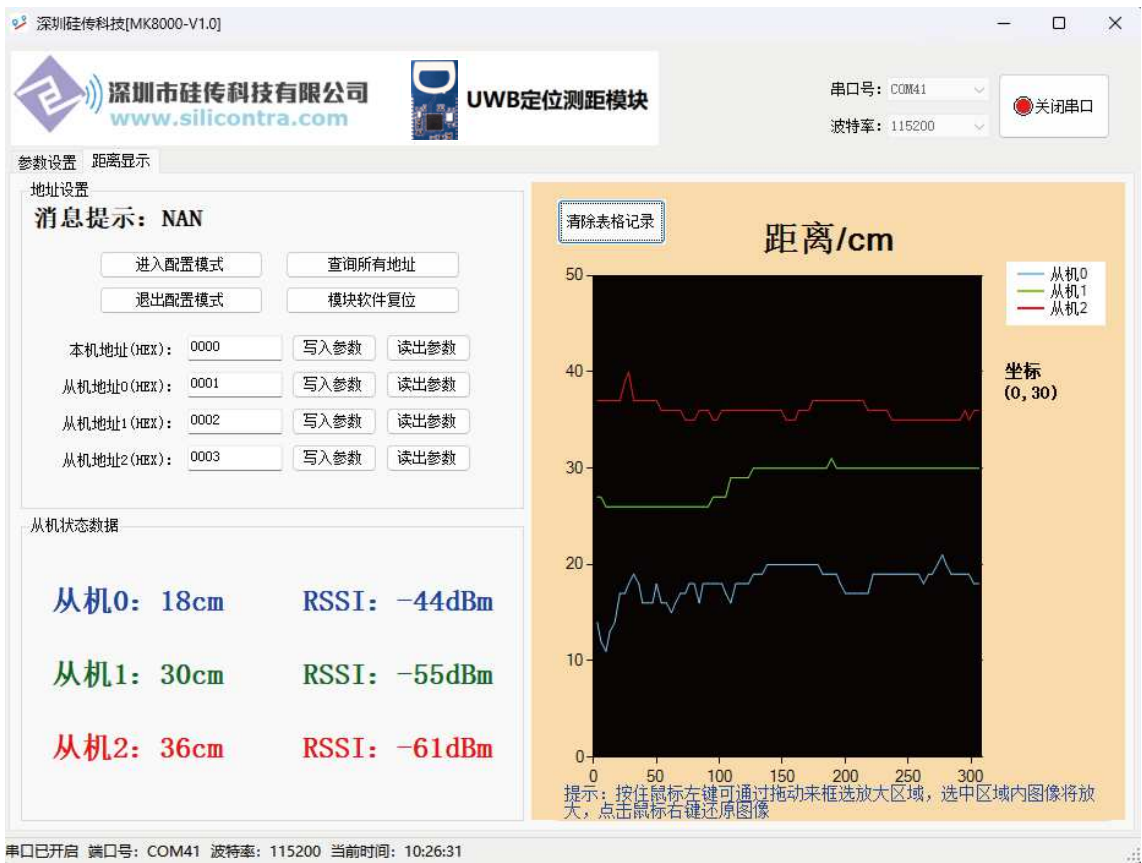 深圳硅传科技[MK8000-V1.0]
深圳市硅传科技有限公司
www.silicontra.com
UWB定位测距模块
串口号: COM41
波特率: 115200
关闭串口
参数设置 距离显示
地址设置
消息提示: NAN
进入配置模式 查询所有地址
退出配置模式 模块软件复位
本机地址(HEX): 0000 写入参数 读出参数
从机地址0(HEX): 0001 写入参数 读出参数
从机地址1(HEX): 0002 写入参数 读出参数
从机地址2(HEX): 0003 写入参数 读出参数
从机状态数据
从机0: 18cm RSSI: -44dBm
从机1: 30cm RSSI: -55dBm
从机2: 36cm RSSI: -61dBm
清除表格记录
距离/cm
从机0
从机1
从机2
坐标
(0,30)
50
40
30
20
10
0
0 50 100 150 200 250 300
提示: 按住鼠标左键可通过拖动来框选放大区域, 选中区域内图像将放
大, 点击鼠标右键还原图像
串口已开启 端口号: COM41 波特率: 115200 当前时间: 10:26:31